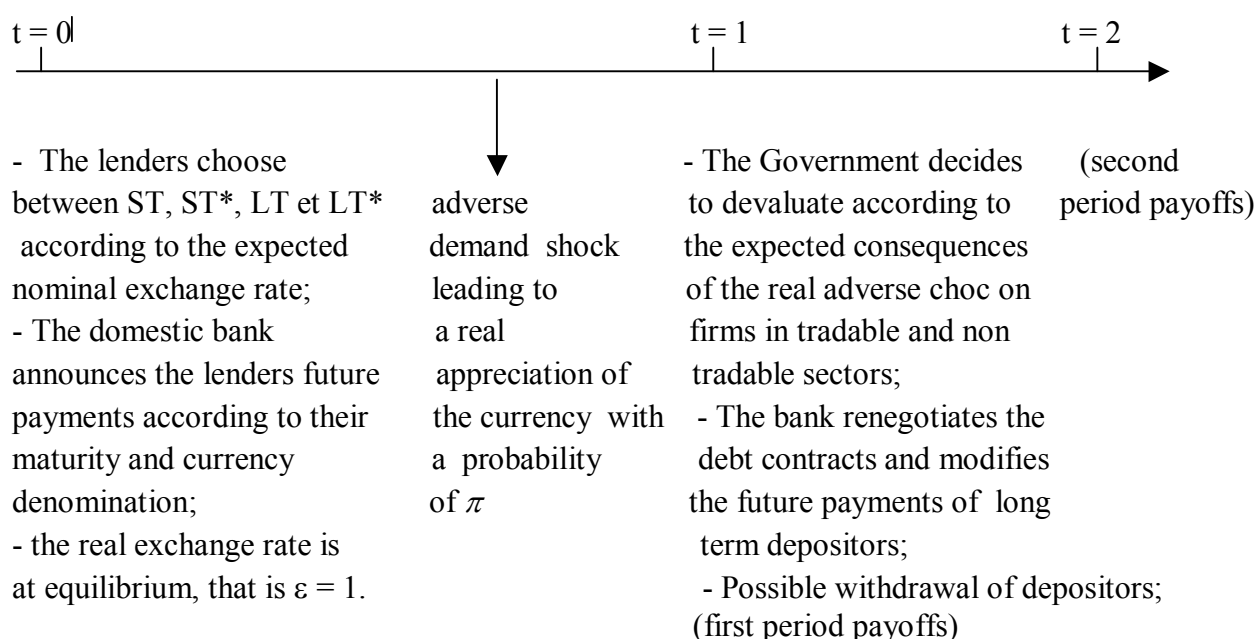 t = 0
t = 1
t = 2
- The lenders choose
between ST, ST*, LT et LT*
according to the expected
nominal exchange rate;
- The domestic bank
announces the lenders future
payments according to their
maturity and currency
denomination;
- the real exchange rate is
at equilibrium, that is ε = 1.
adverse
demand shock
leading to
a real
appreciation of
the currency with
a probability
of π
- The Government decides
to devaluate according to
the expected consequences
of the real adverse choc on
firms in tradable and non
tradable sectors;
- The bank renegotiates the
debt contracts and modifies
the future payments of long
term depositors;
- Possible withdrawal of depositors;
(first period payoffs)
(second
period payoffs)